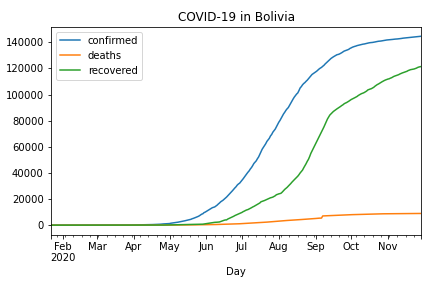 COVID-19 in Bolivia
confirmed
deaths
recovered
140000
120000
100000
80000
60000
40000
20000
0
Feb Mar Apr May Jun Jul Aug Sep Oct Nov
2020
Day